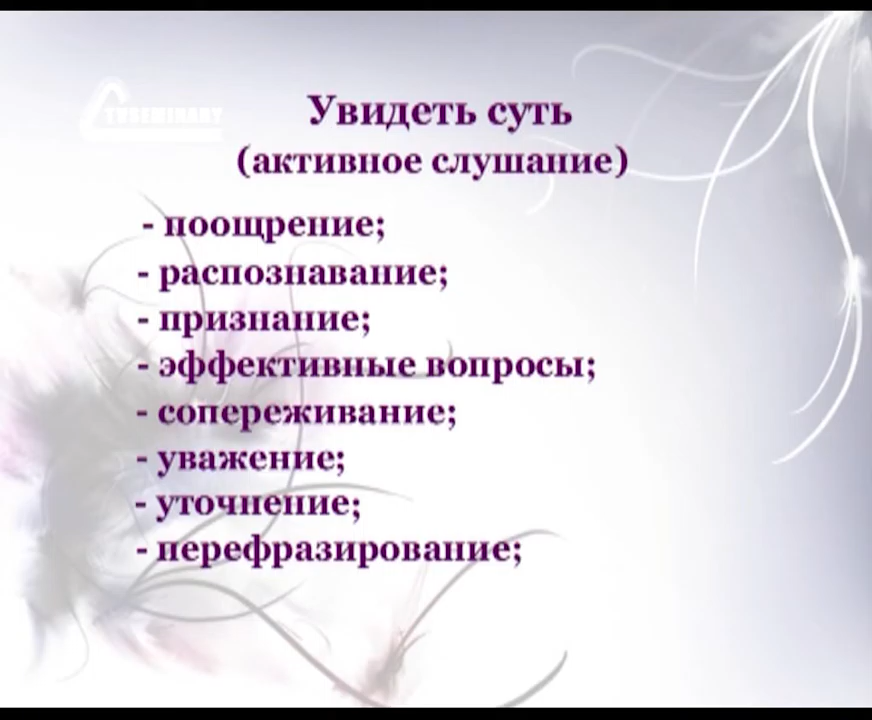 Увидеть суть
(активное слушание)
- поощрение;
- распознавание;
- признание;
- эффективные вопросы;
- сопереживание;
- уважение;
- уточнение;
- перефразирование;